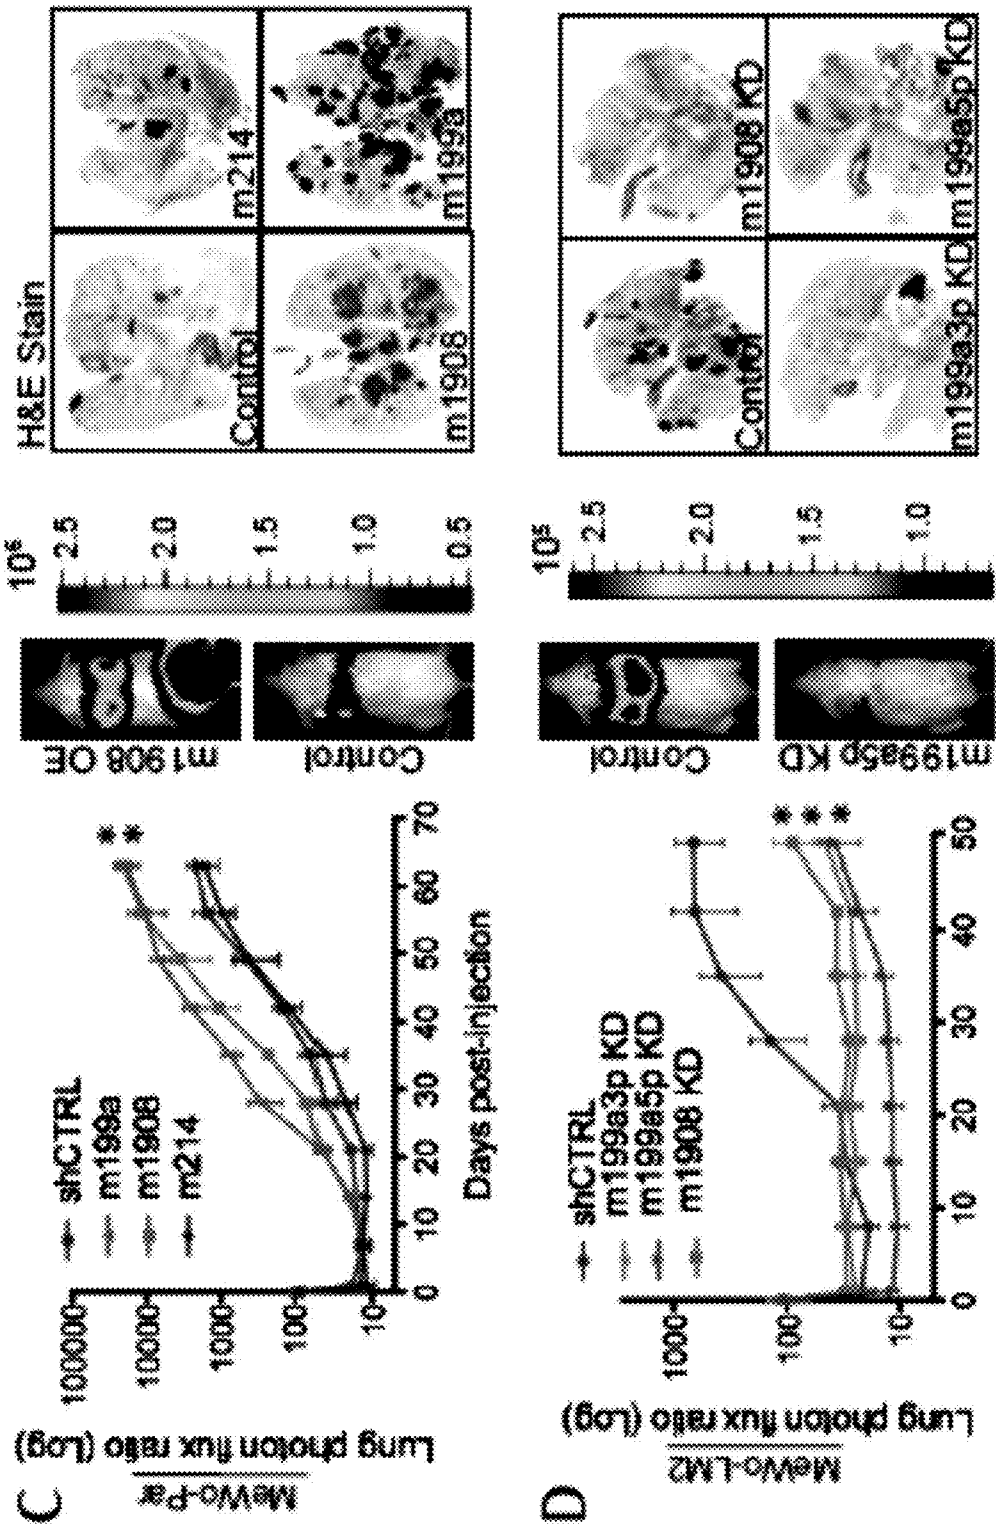 C
MeWo-Par
Lung photon flux ratio (Log)
100000
10000
1000
100
10
shCTRL
m199a
m1908
m214
**
0 10 20 30 40 50 60 70
Days post-injection
m1908 OE
Control
10⁶
2.5
2.0
1.5
1.0
0.5
H&E Stain
Control
m214
m1908
m199a
D
MeWo-LM2
Lung photon flux ratio (Log)
1000
100
10
shCTRL
m199a3p KD
m199a5p KD
m1908 KD
***
0 10 20 30 40 50
Control
m199a5p KD
10⁵
2.5
2.0
1.5
1.0
Control
m1908 KD
m199a3p KD
m199a5p KD